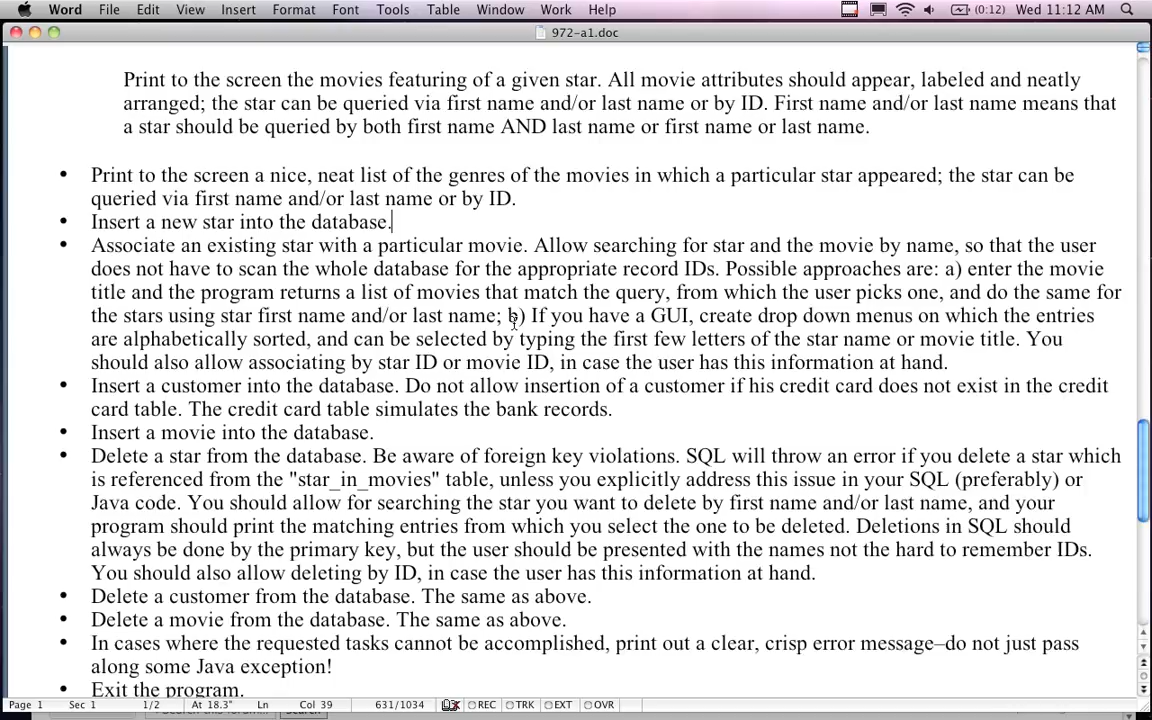 Word File Edit View Insert Format Font Tools Table Window Work Help (0:12) Wed 11:12 AM
972-a1.doc
Print to the screen the movies featuring of a given star. All movie attributes should appear, labeled and neatly
arranged; the star can be queried via first name and/or last name or by ID. First name and/or last name means that
a star should be queried by both first name AND last name or first name or last name.
• Print to the screen a nice, neat list of the genres of the movies in which a particular star appeared; the star can be
queried via first name and/or last name or by ID.
• Insert a new star into the database.
• Associate an existing star with a particular movie. Allow searching for star and the movie by name, so that the user
does not have to scan the whole database for the appropriate record IDs. Possible approaches are: a) enter the movie
title and the program returns a list of movies that match the query, from which the user picks one, and do the same for
the stars using star first name and/or last name; b) If you have a GUI, create drop down menus on which the entries
are alphabetically sorted, and can be selected by typing the first few letters of the star name or movie title. You
should also allow associating by star ID or movie ID, in case the user has this information at hand.
• Insert a customer into the database. Do not allow insertion of a customer if his credit card does not exist in the credit
card table. The credit card table simulates the bank records.
• Insert a movie into the database.
• Delete a star from the database. Be aware of foreign key violations. SQL will throw an error if you delete a star which
is referenced from the "star_in_movies" table, unless you explicitly address this issue in your SQL (preferably) or
Java code. You should allow for searching the star you want to delete by first name and/or last name, and your
program should print the matching entries from which you select the one to be deleted. Deletions in SQL should
always be done by the primary key, but the user should be presented with the names not the hard to remember IDs.
You should also allow deleting by ID, in case the user has this information at hand.
• Delete a customer from the database. The same as above.
• Delete a movie from the database. The same as above.
• In cases where the requested tasks cannot be accomplished, print out a clear, crisp error message–do not just pass
along some Java exception!
• Exit the program.
Page 1 Sec 1 1/2 At 18.3" Ln Col 39 631/1034 REC TRK EXT OVR